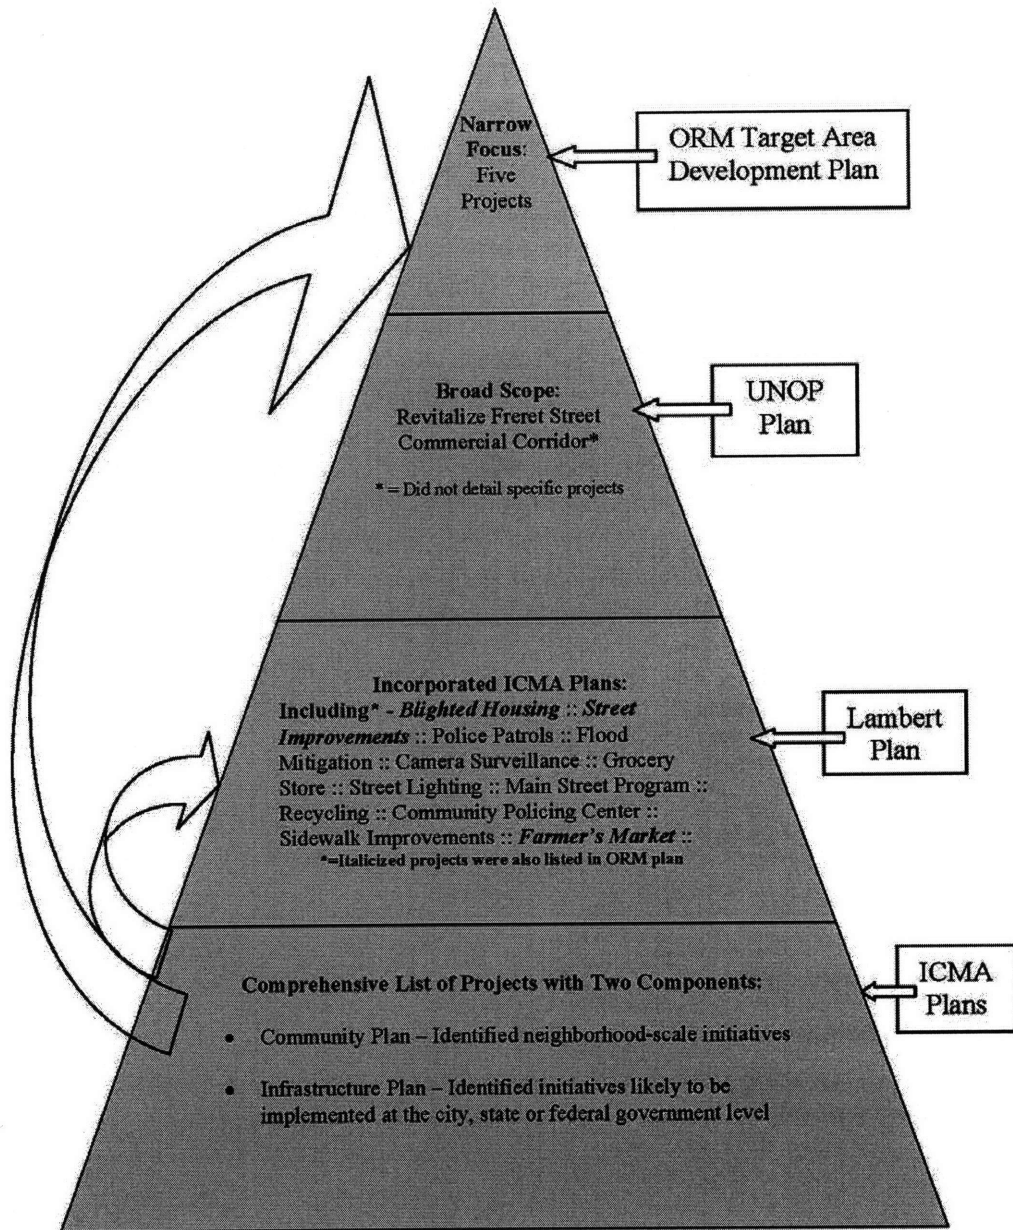 Narrow
Focus:
Five
Projects
ORM Target Area
Development Plan
Broad Scope:
Revitalize Freret Street
Commercial Corridor*
* = Did not detail specific projects
UNOP
Plan
Incorporated ICMA Plans:
Including* - Blighted Housing :: Street
Improvements :: Police Patrols :: Flood
Mitigation :: Camera Surveillance :: Grocery
Store :: Street Lighting :: Main Street Program ::
Recycling :: Community Policing Center ::
Sidewalk Improvements :: Farmer's Market ::
*=Italicized projects were also listed in ORM plan
Lambert
Plan
Comprehensive List of Projects with Two Components:
• Community Plan – Identified neighborhood-scale initiatives
• Infrastructure Plan – Identified initiatives likely to be
implemented at the city, state or federal government level
ICMA
Plans